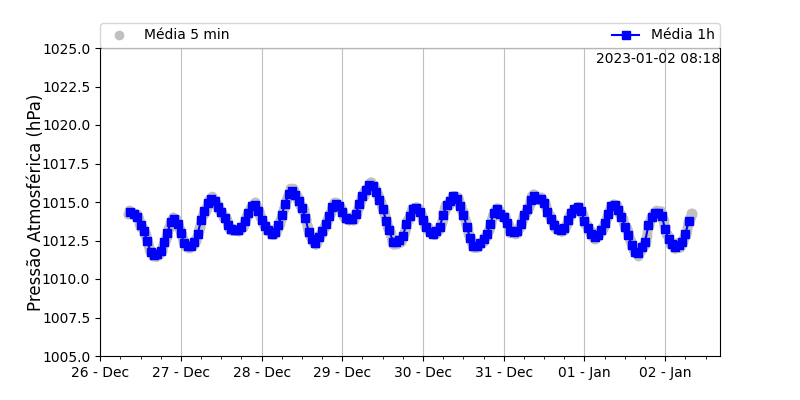 Média 5 min
Média 1h
2023-01-02 08:18
Pressão Atmosférica (hPa)
1025.0
1022.5
1020.0
1017.5
1015.0
1012.5
1010.0
1007.5
1005.0
26 - Dec
27 - Dec
28 - Dec
29 - Dec
30 - Dec
31 - Dec
01 - Jan
02 - Jan